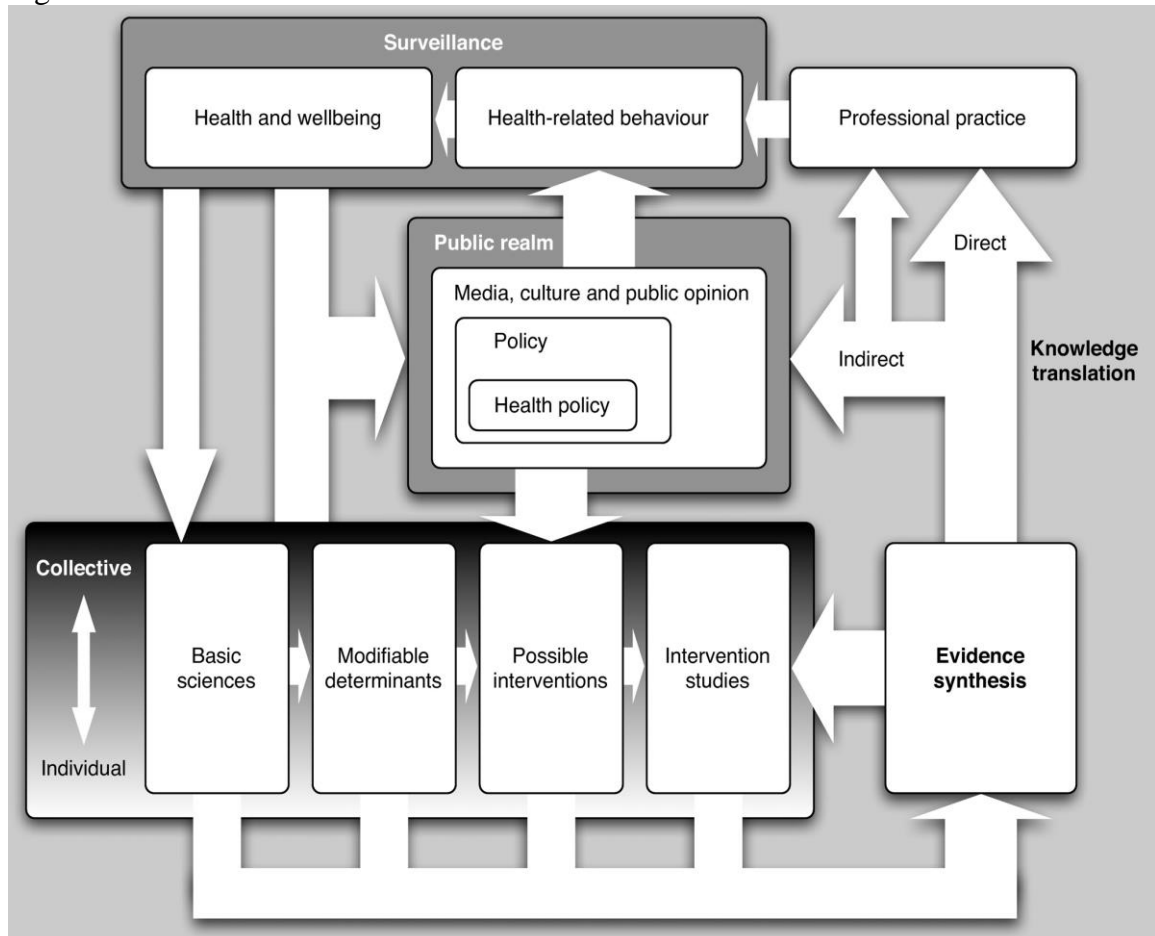 Surveillance
Health and wellbeing
Health-related behaviour
Professional practice
Public realm
Media, culture and public opinion
Policy
Health policy
Direct
Indirect
Knowledge
translation
Collective
Individual
Basic
sciences
Modifiable
determinants
Possible
interventions
Intervention
studies
Evidence
synthesis